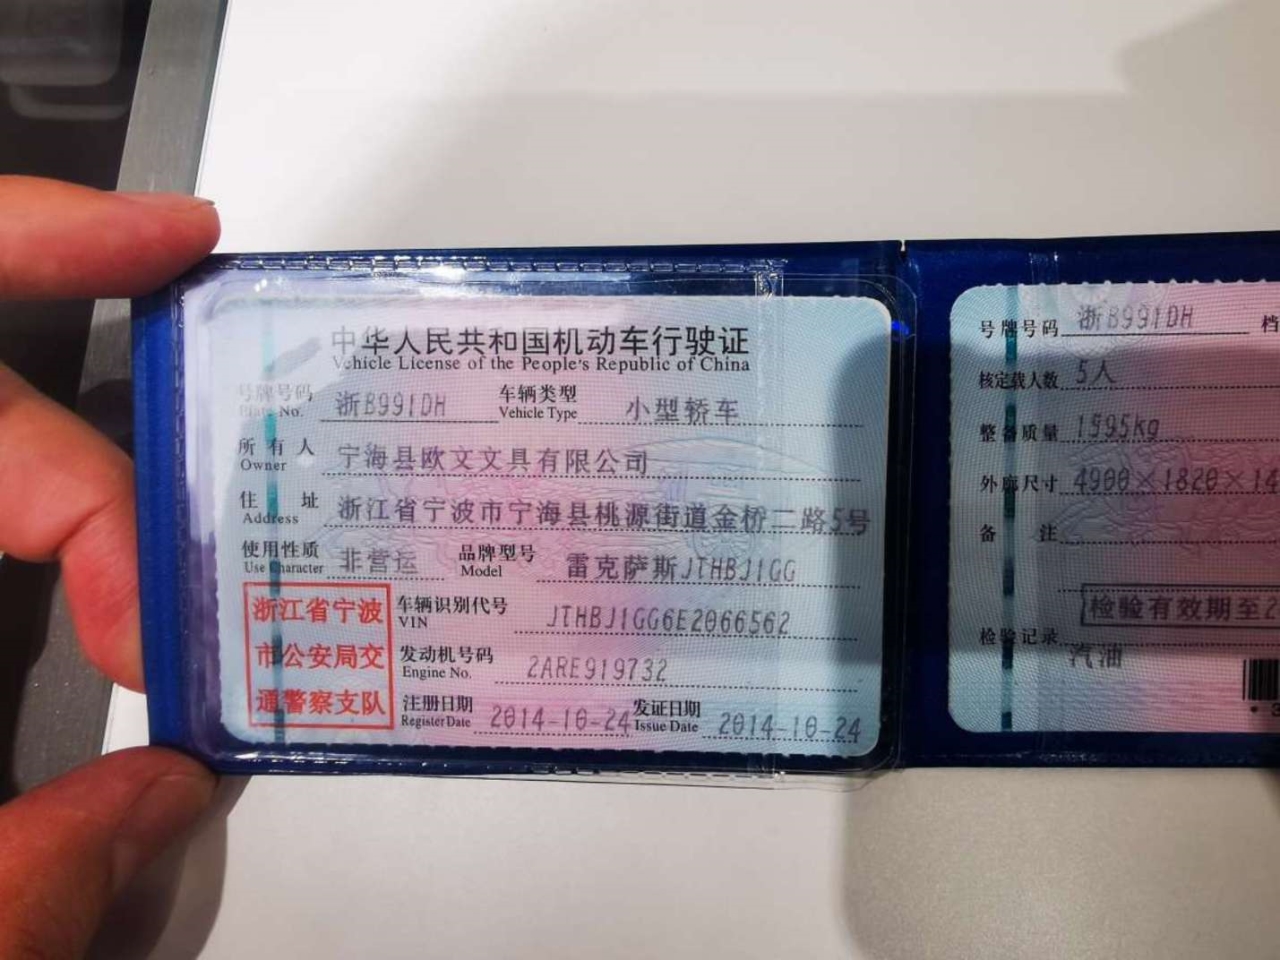 中华人民共和国机动车行驶证
Vehicle License of the People's Republic of China
号牌号码 浙B991DH 车辆类型 小型轿车
Plate No. Vehicle Type
所有人 宁海县欧文文具有限公司
Owner
住址 浙江省宁波市宁海县桃源街道金桥二路5号
Address
使用性质 非营运 品牌型号 雷克萨斯JTHBJ1GG
Use Character Model
浙江省宁波
市公安局交
通警察支队
车辆识别代号 JTHBJ1GG6E2066562
VIN
发动机号码 2ARE919732
Engine No.
注册日期 2014-10-24 发证日期 2014-10-24
Register Date Issue Date
号牌号码 浙B991DH 档
核定载人数 5人
整备质量 1595kg
外廓尺寸 4900×1820×14
备注
检验有效期至2
检验记录
汽油